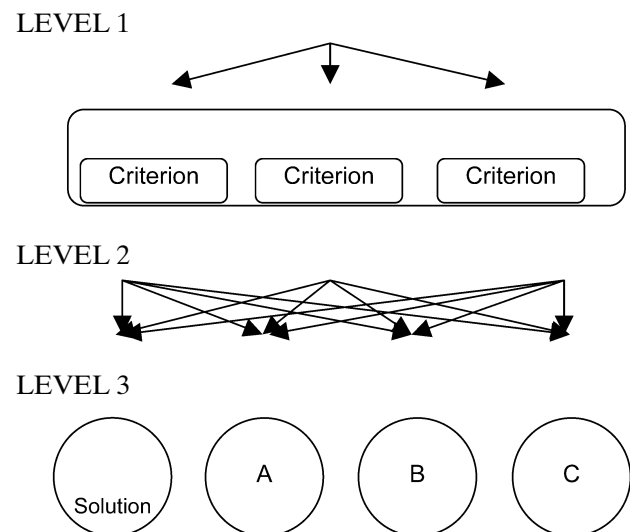 LEVEL 1
Criterion Criterion Criterion
LEVEL 2
LEVEL 3
A B C
Solution